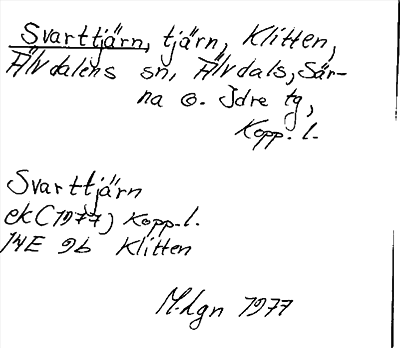 Svarttjärn, tjärn, Klitten,
Älvdalens sn, Älvdals, Sär-
na o. Idre tg,
Kopp. l.
Svarttjärn
ek (1977) Kopp. l.
14E 9b Klitten
M.Lgn 1977